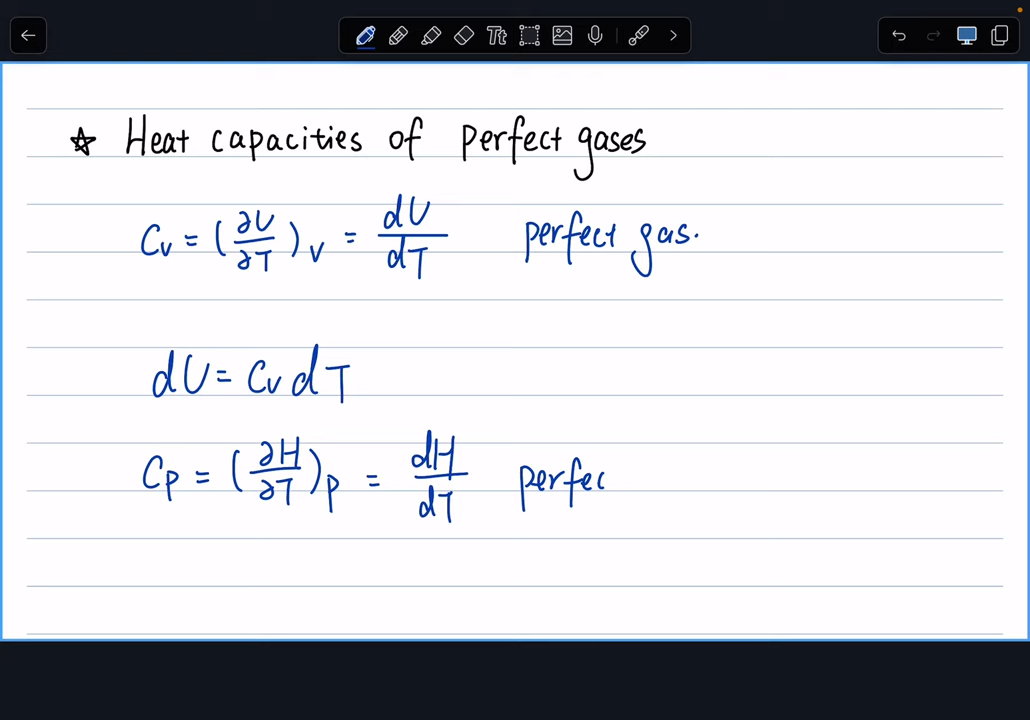 ☆ Heat capacities of perfect gases
Cv = (∂U/∂T)v = dU/dT perfect gas.
dU = Cv dT
Cp = (∂H/∂T)p = dH/dT perfec